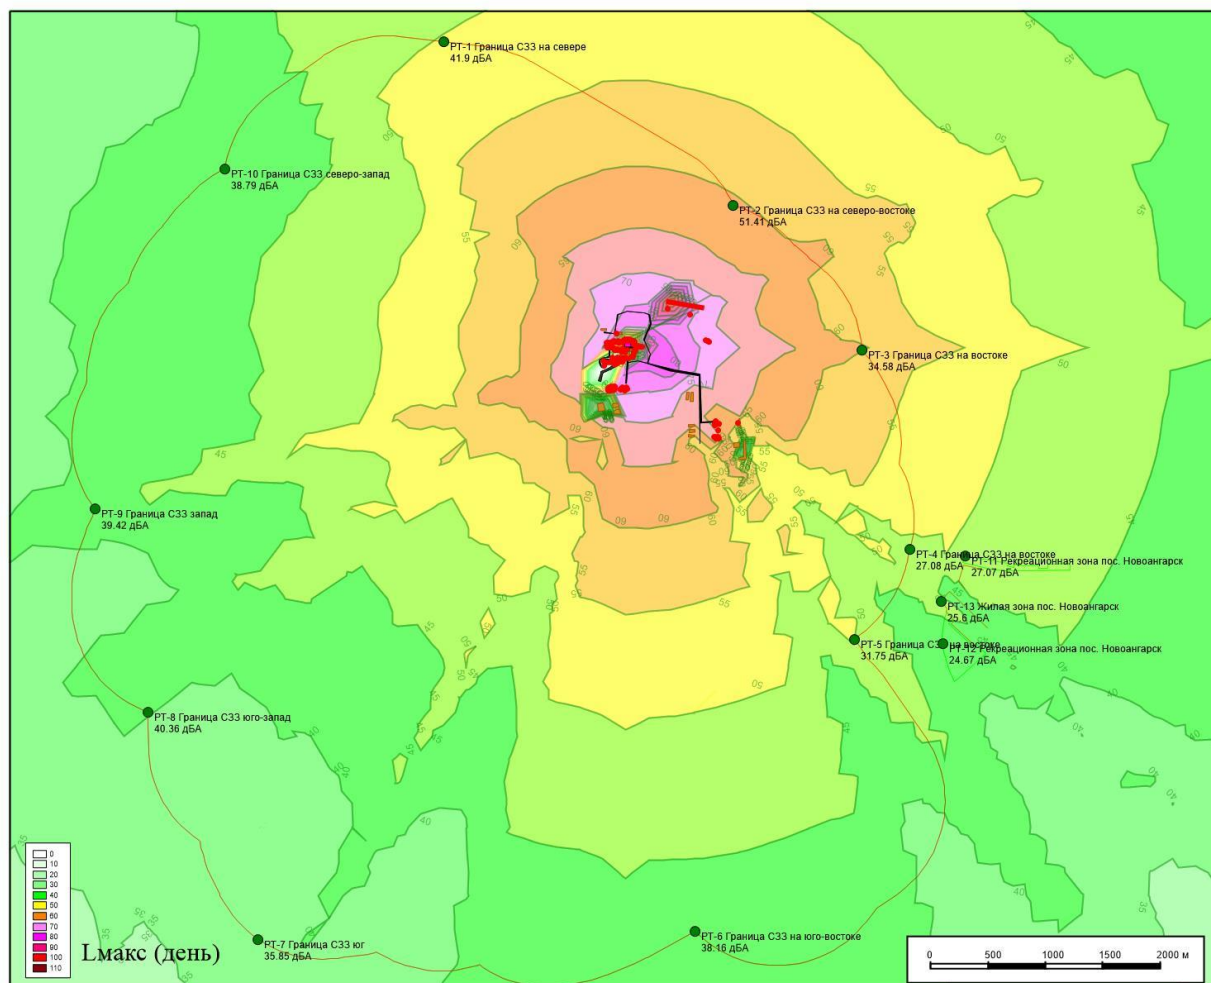 РТ-1 Граница СЗЗ на севере
41.9 дБА
РТ-10 Граница СЗЗ северо-запад
38.79 дБА
РТ-2 Граница СЗЗ на северо-востоке
51.41 дБА
РТ-3 Граница СЗЗ на востоке
34.58 дБА
РТ-9 Граница СЗЗ запад
39.42 дБА
РТ-4 Граница СЗЗ на востоке
27.08 дБА
РТ-11 Рекреационная зона пос. Новоангарск
27.07 дБА
РТ-13 Жилая зона пос. Новоангарск
25.6 дБА
РТ-5 Граница СЗЗ на востоке
31.75 дБА
РТ-12 Рекреационная зона пос. Новоангарск
24.67 дБА
РТ-8 Граница СЗЗ юго-запад
40.36 дБА
РТ-7 Граница СЗЗ юг
35.85 дБА
РТ-6 Граница СЗЗ на юго-востоке
38.16 дБА
0
10
20
30
40
50
60
70
80
90
100
110
Lмакс (день)
0 500 1000 1500 2000 м